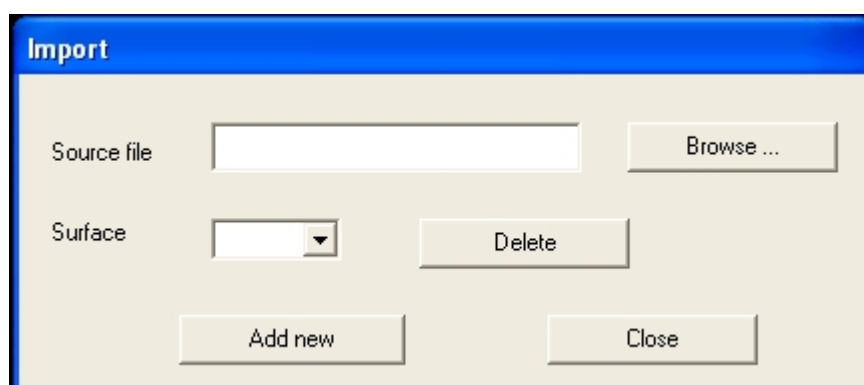 Import
Source file
Browse ...
Surface
Delete
Add new
Close